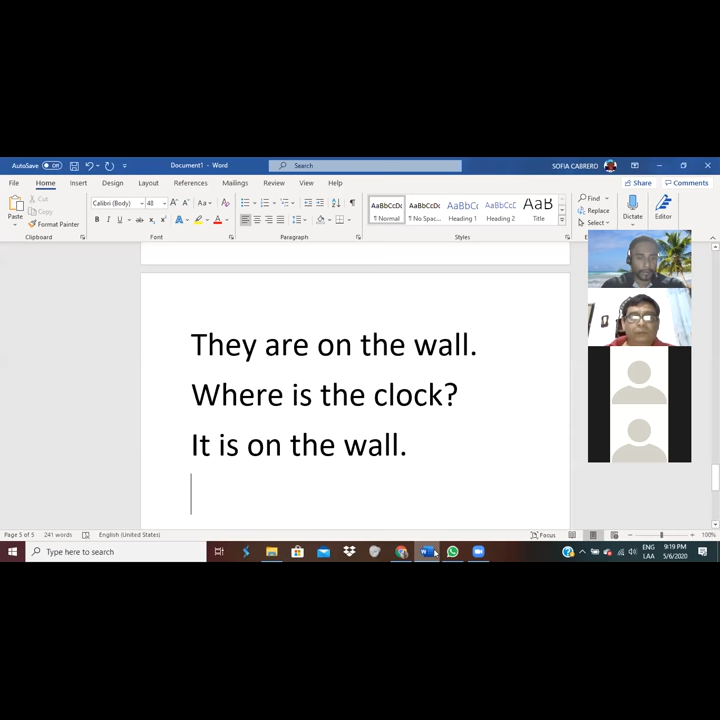 AutoSave Off Document1 - Word Search SOFIA CABRERO
File Home Insert Design Layout References Mailings Review View Help Share Comments
Paste Cut Copy Format Painter
Calibri (Body) 48 A A Aa
B I U A
AaBbCcDc AaBbCcDc AaBbCc AaBbCcD AaB
¶ Normal ¶ No Spac... Heading 1 Heading 2 Title
Find Replace Select Dictate Editor
Clipboard Font Paragraph Styles Voice Editor
They are on the wall.
Where is the clock?
It is on the wall.
Page 5 of 5 241 words English (United States) Focus 100%
Type here to search ENG LAA 9:19 PM 5/6/2020